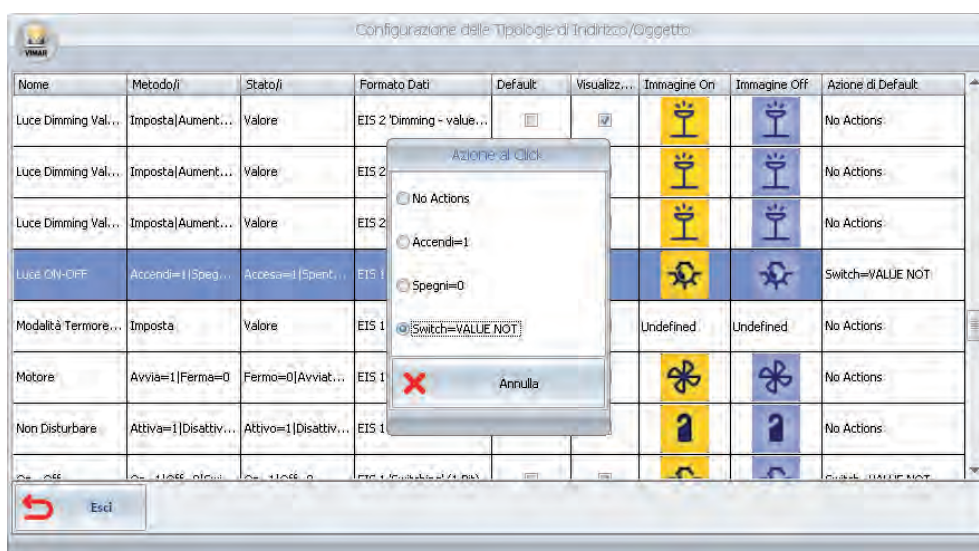 Configurazione delle Tipologie di Indirizzo/Oggetto
VIMAR
Nome Metodo/i Stato/i Formato Dati Default Visualizz... Immagine On Immagine Off Azione di Default
Luce Dimming Val... Imposta|Aument... Valore EIS 2 'Dimming - value... No Actions
Luce Dimming Val... Imposta|Aument... Valore EIS 2 No Actions
Luce Dimming Val... Imposta|Aument... Valore EIS 2 No Actions
Luce ON-OFF Accendi=1|Speg... Accesa=1|Spent... EIS 1 Switch=VALUE NOT
Modalità Termore... Imposta Valore EIS 1 Undefined Undefined No Actions
Motore Avvia=1|Ferma=0 Fermo=0|Avviat... EIS 1 No Actions
Non Disturbare Attiva=1|Disattiv... Attivo=1|Disattiv... EIS 1 No Actions
Azione al Click
No Actions
Accendi=1
Spegni=0
Switch=VALUE NOT
Annulla
Esci